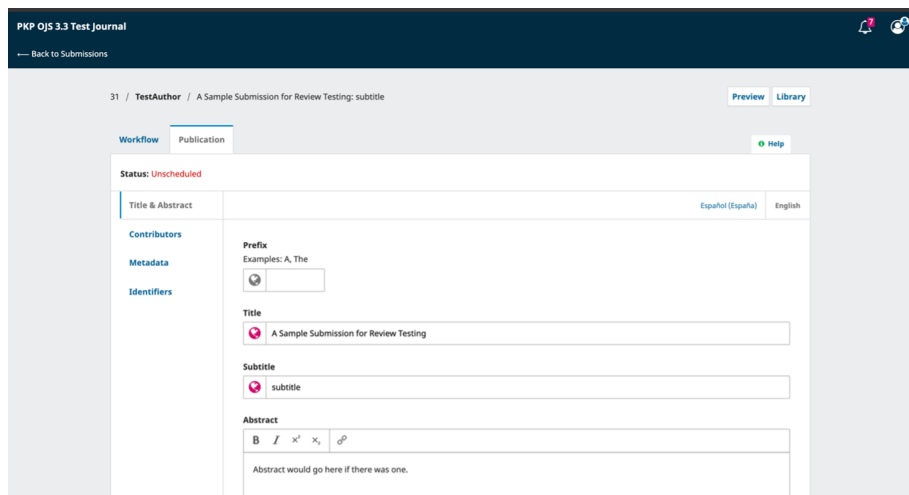 PKP OJS 3.3 Test Journal
7
← Back to Submissions
31 / TestAuthor / A Sample Submission for Review Testing: subtitle
Preview Library
Workflow Publication
Help
Status: Unscheduled
Title & Abstract
Español (España) English
Contributors
Metadata
Identifiers
Prefix
Examples: A, The
Title
A Sample Submission for Review Testing
Subtitle
subtitle
Abstract
B I x² xₛ
Abstract would go here if there was one.